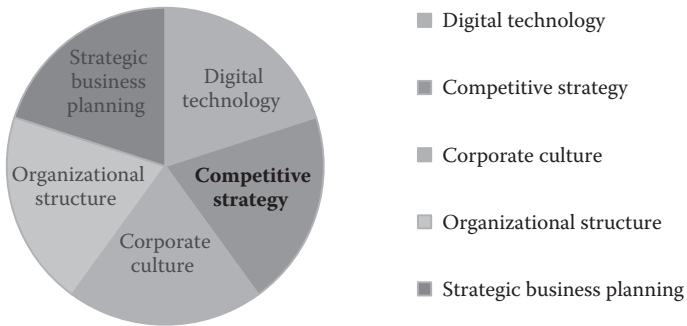 Strategic
business
planning
Digital
technology
Organizational
structure
Competitive
strategy
Corporate
culture
Digital technology
Competitive strategy
Corporate culture
Organizational structure
Strategic business planning